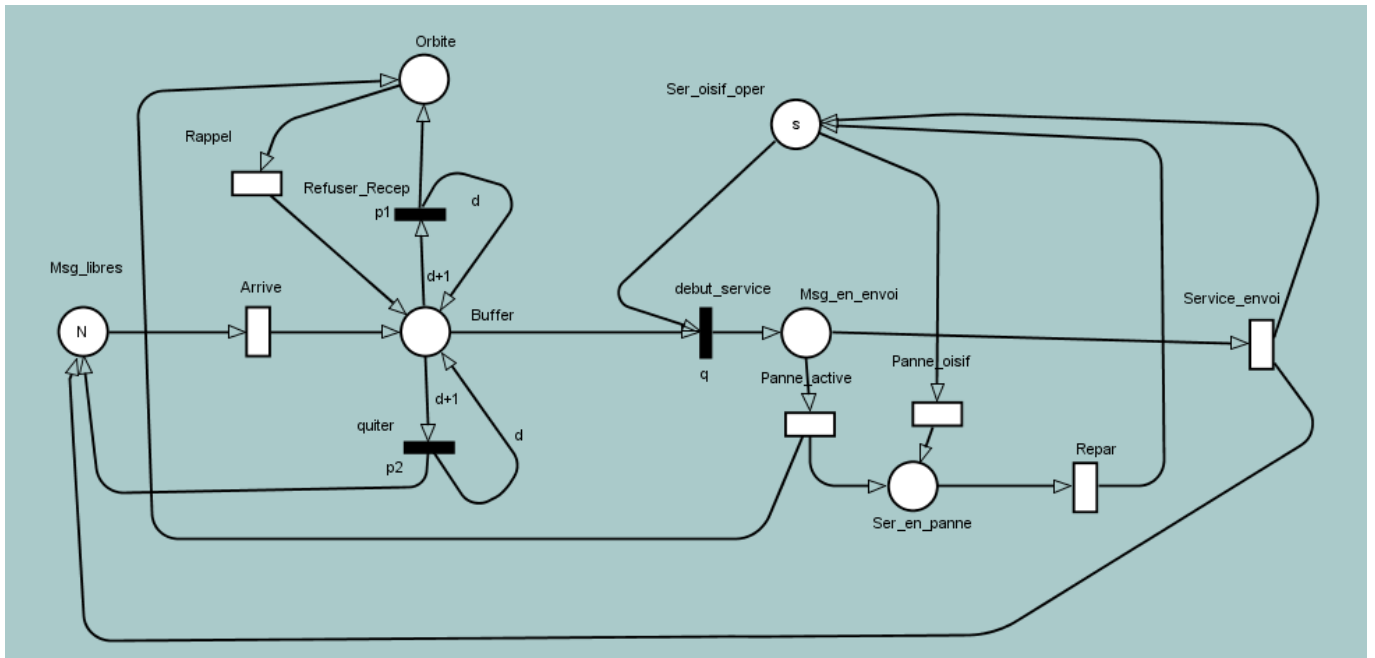 Orbite
Ser_oisif_oper
s
Rappel
Refuser_Recep
d
p1
Msg_libres
d+1
Arrive
debut_service
Msg_en_envoi
Service_envoi
N
Buffer
q
Panne_active
Panne_oisif
d+1
quiter
d
p2
Repar
Ser_en_panne